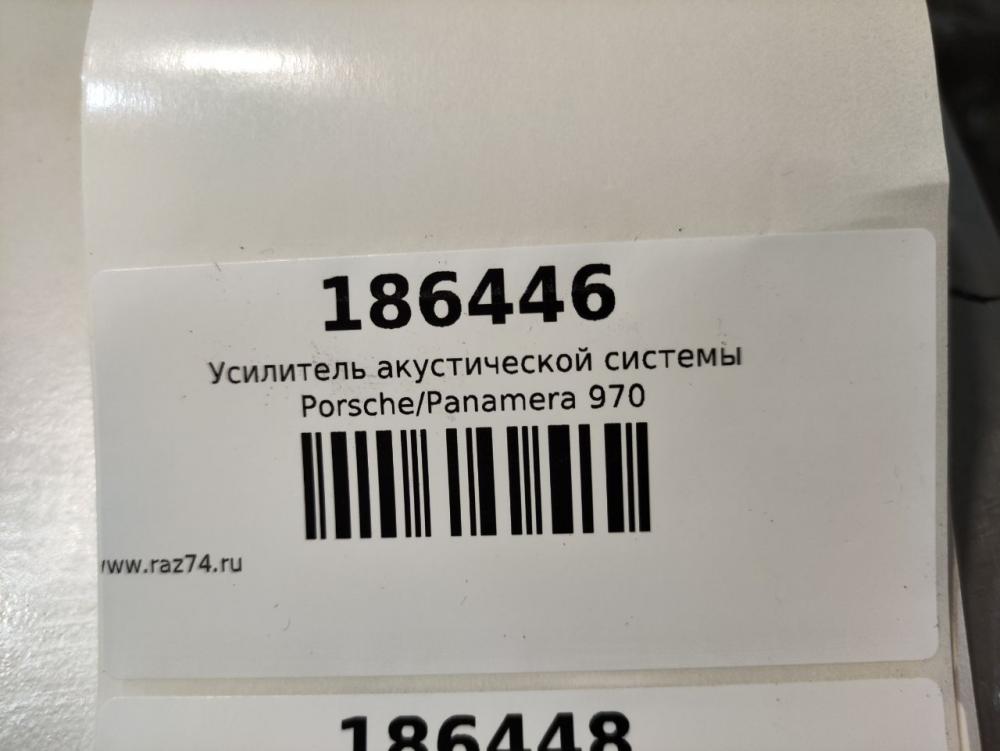 186446
Усилитель акустической системы
Porsche/Panamera 970
www.raz74.ru
186448